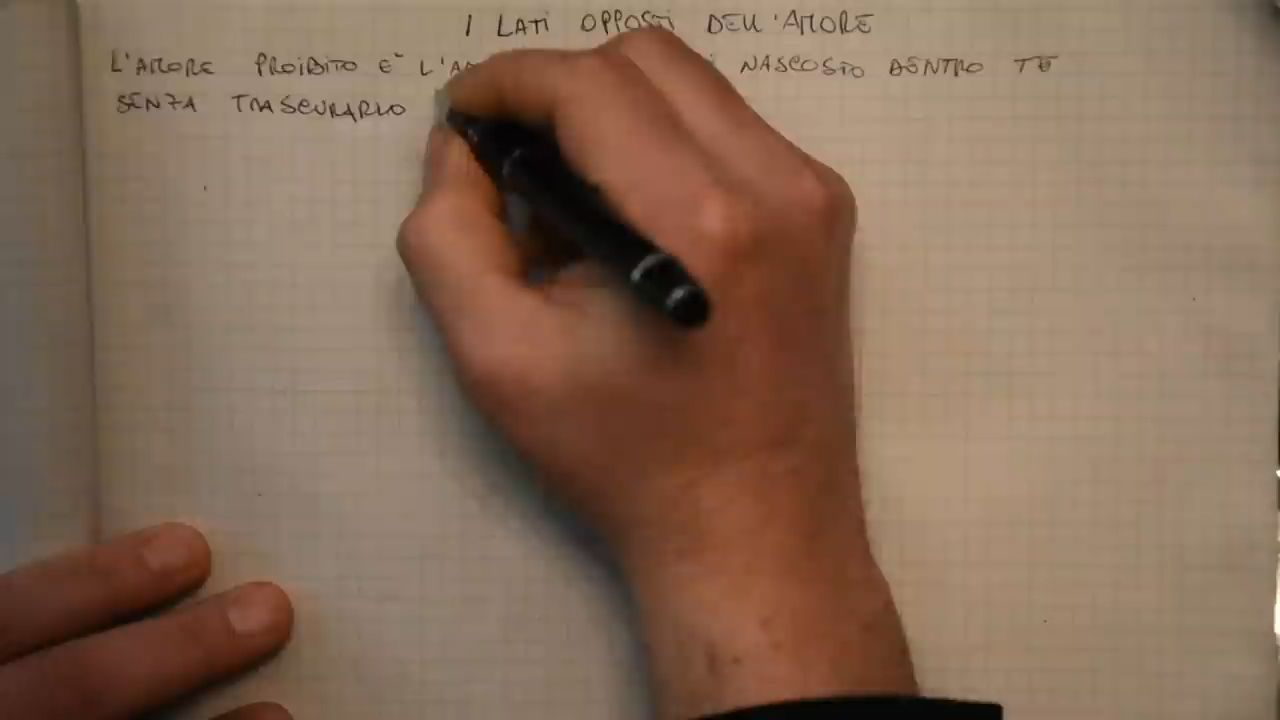 I LATI OPPOSTI DELL'AMORE
L'AMORE PROIBITO È NASCOSTO DENTRO TE
SENZA TRASCURARLO